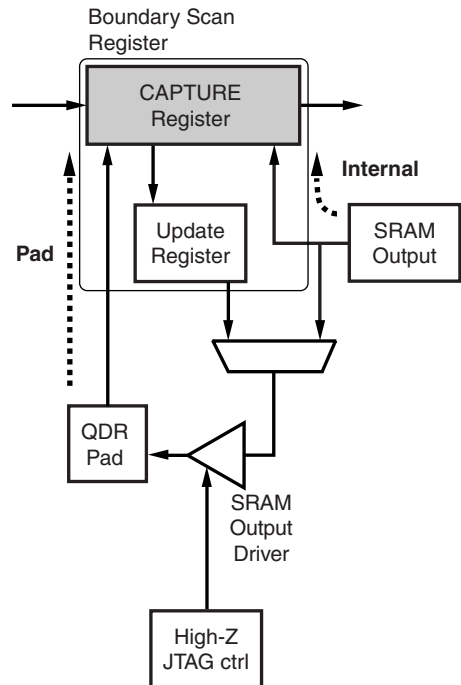 Boundary Scan
Register
CAPTURE
Register
Internal
Pad
Update
Register
SRAM
Output
QDR
Pad
SRAM
Output
Driver
High-Z
JTAG ctrl